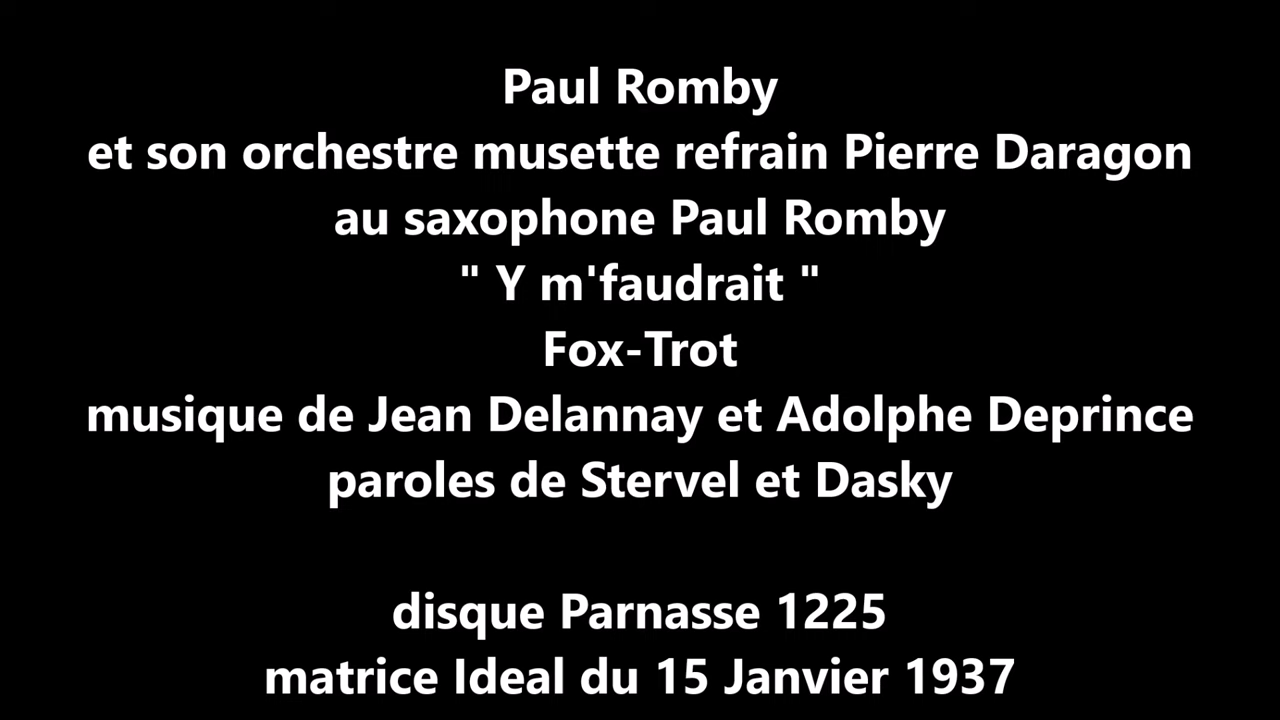 Paul Romby
et son orchestre musette refrain Pierre Daragon
au saxophone Paul Romby
" Y m'faudrait "
Fox-Trot
musique de Jean Delannay et Adolphe Deprince
paroles de Stervel et Dasky
disque Parnasse 1225
matrice Ideal du 15 Janvier 1937